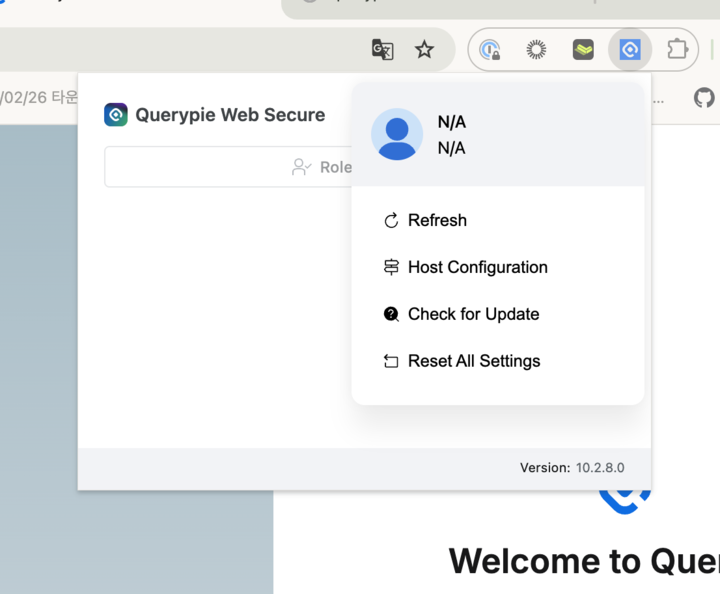 /02/26 타운
...
Querypie Web Secure
Role
N/A
N/A
Refresh
Host Configuration
Check for Update
Reset All Settings
Version: 10.2.8.0
Welcome to Quer